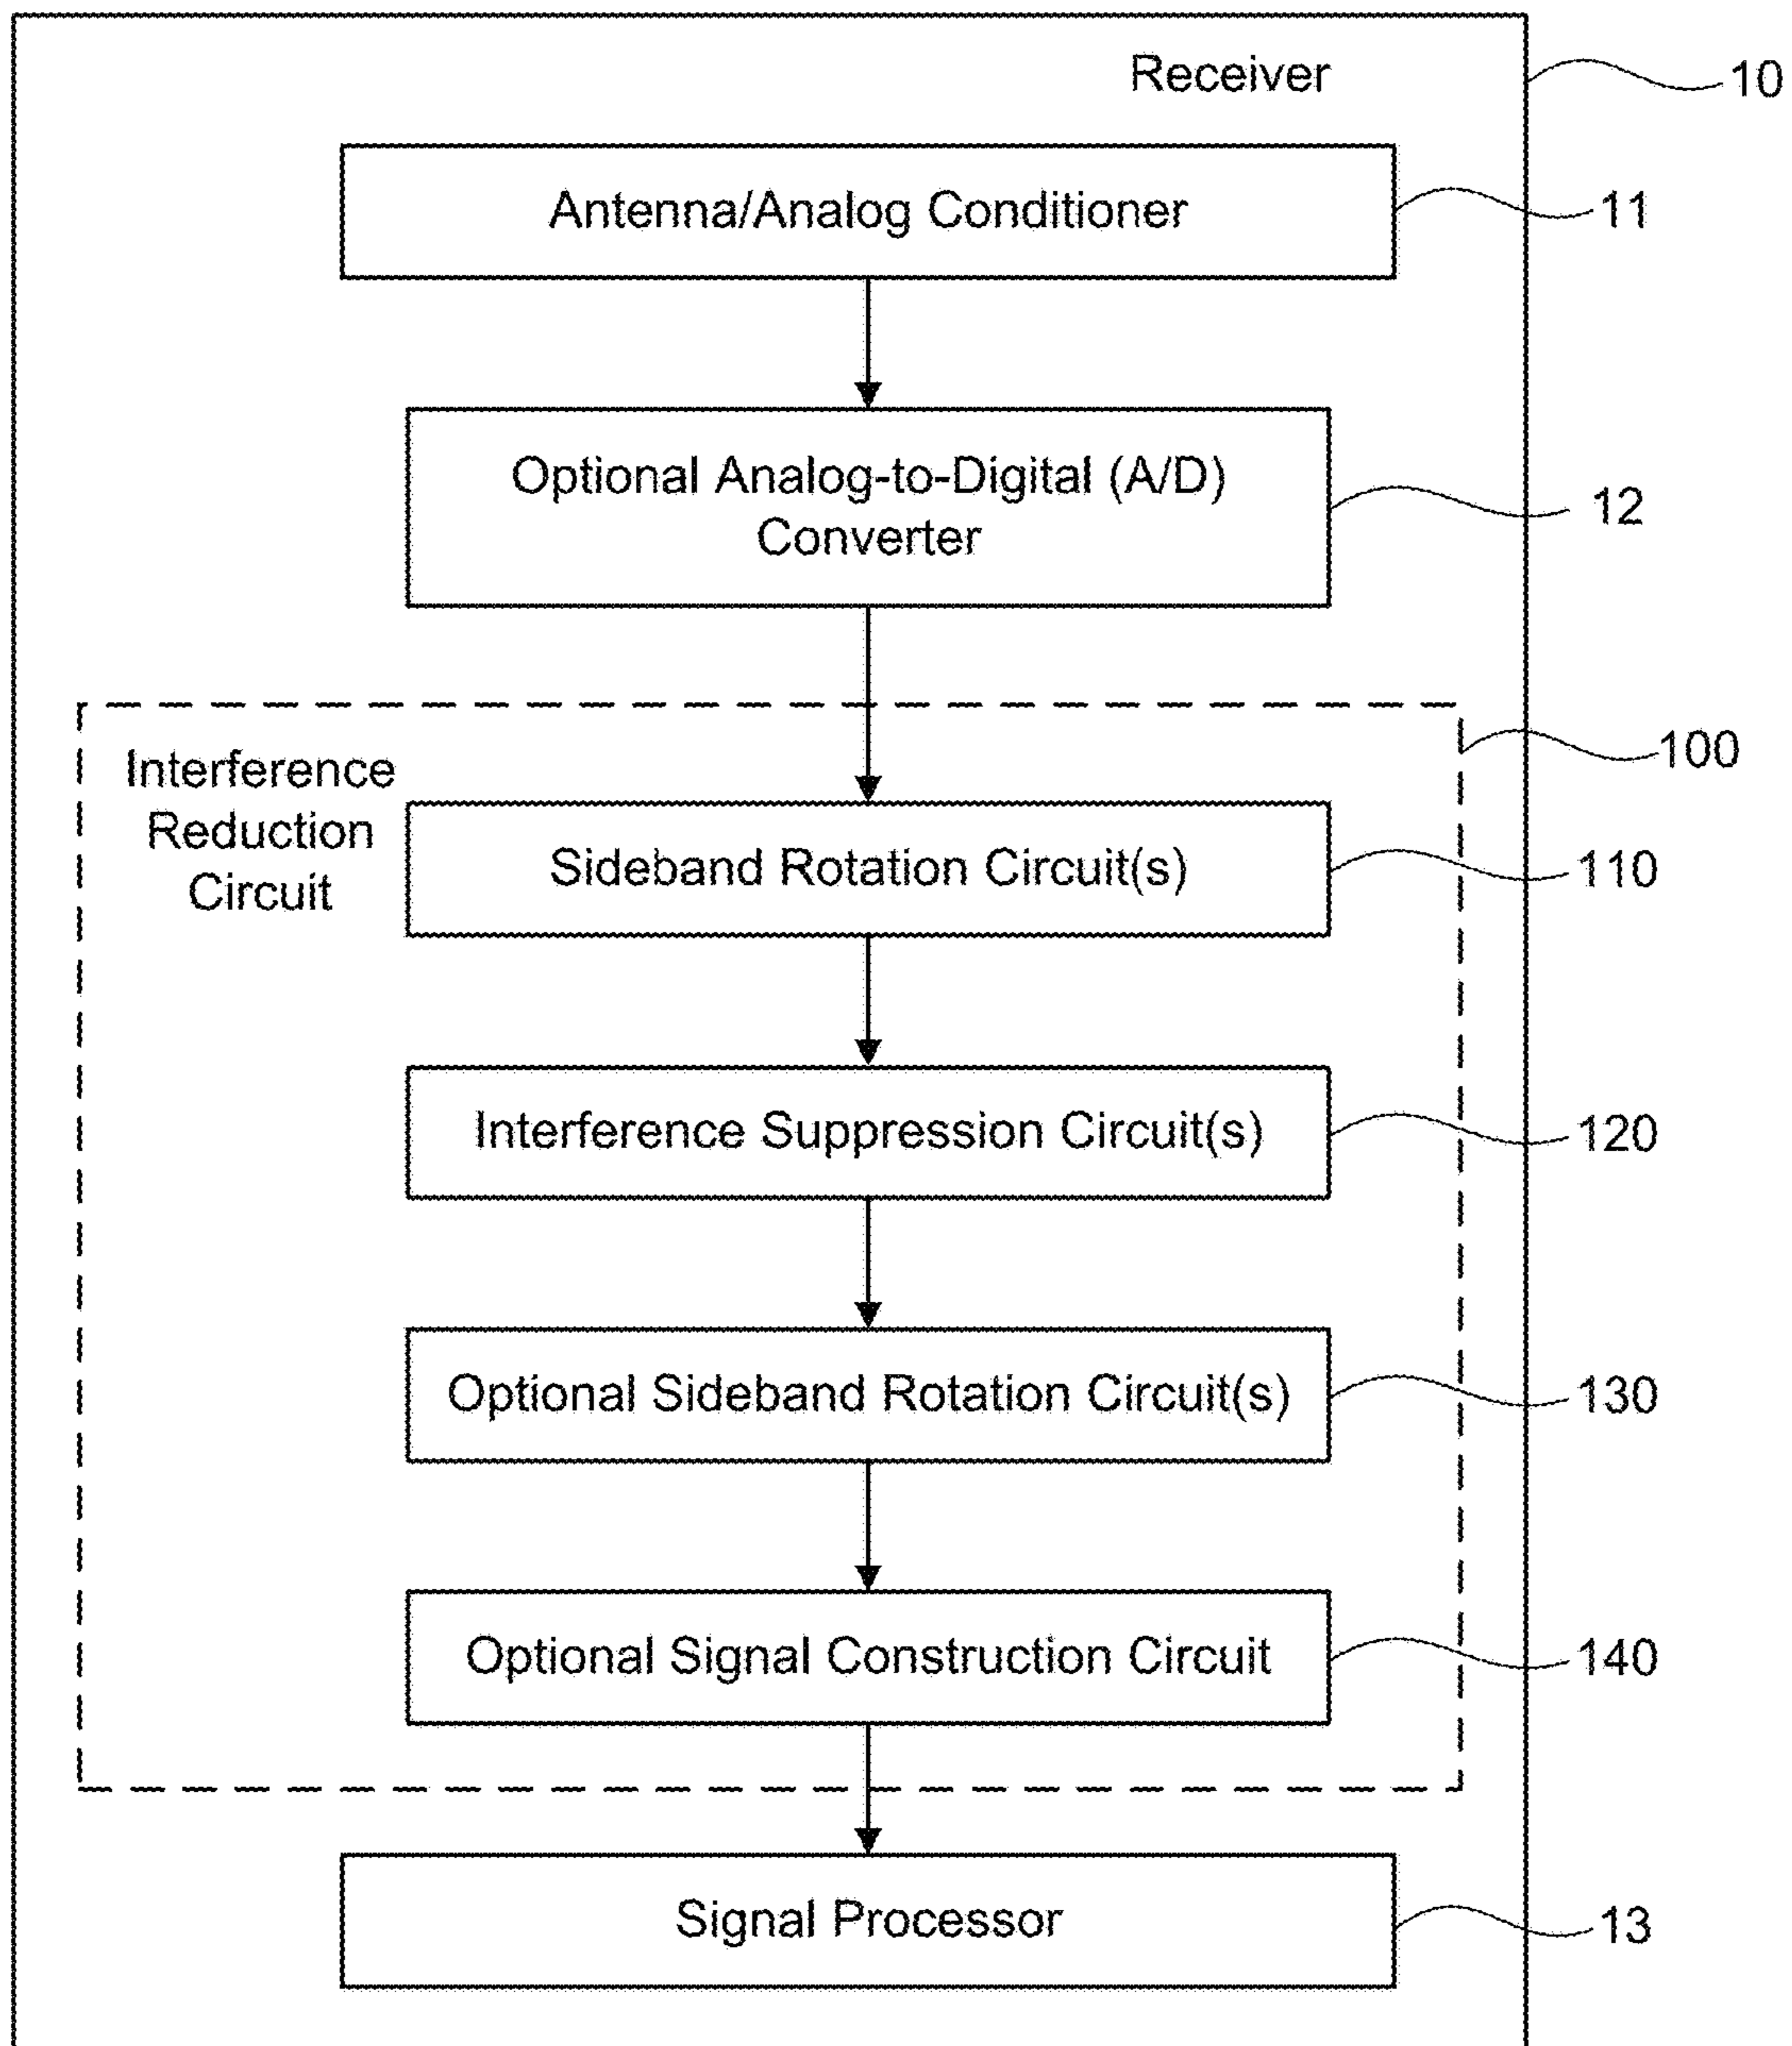 Receiver
10
Antenna/Analog Conditioner
11
Optional Analog-to-Digital (A/D)
Converter
12
Interference
Reduction
Circuit
100
Sideband Rotation Circuit(s)
110
Interference Suppression Circuit(s)
120
Optional Sideband Rotation Circuit(s)
130
Optional Signal Construction Circuit
140
Signal Processor
13